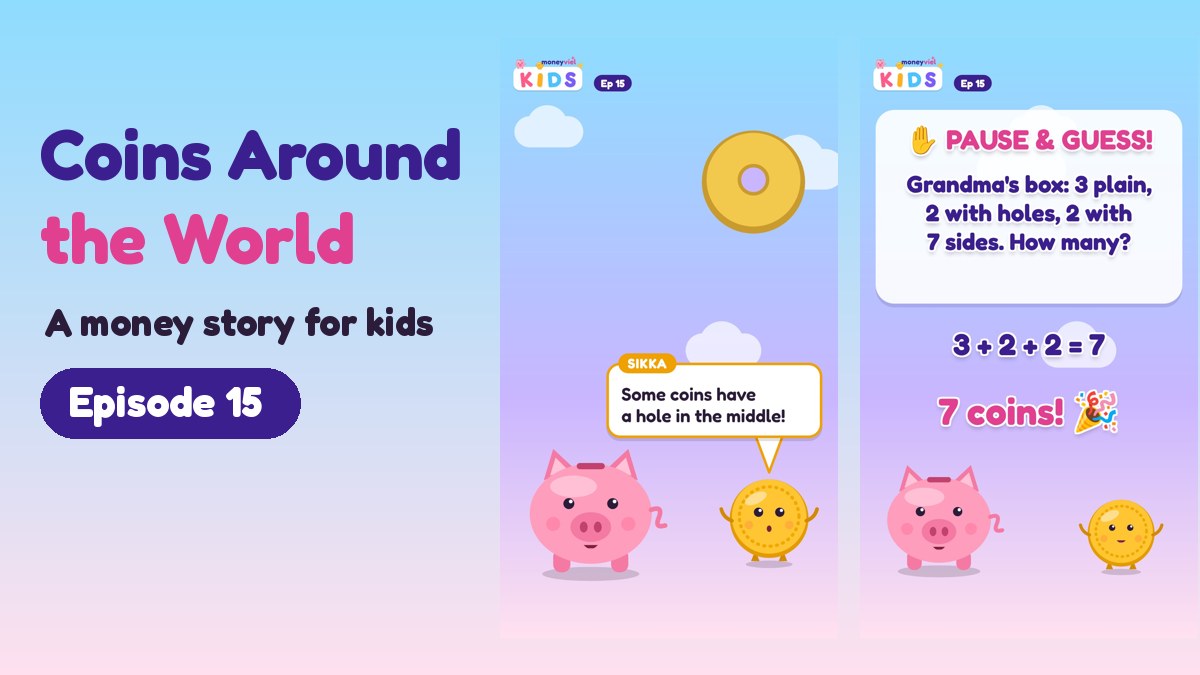 Coins Around
the World
A money story for kids
Episode 15
moneyviet
KIDS
Ep 15
SIKKA
Some coins have
a hole in the middle!
moneyviet
KIDS
Ep 15
✋ PAUSE & GUESS!
Grandma's box: 3 plain,
2 with holes, 2 with
7 sides. How many?
3 + 2 + 2 = 7
7 coins! 🎉